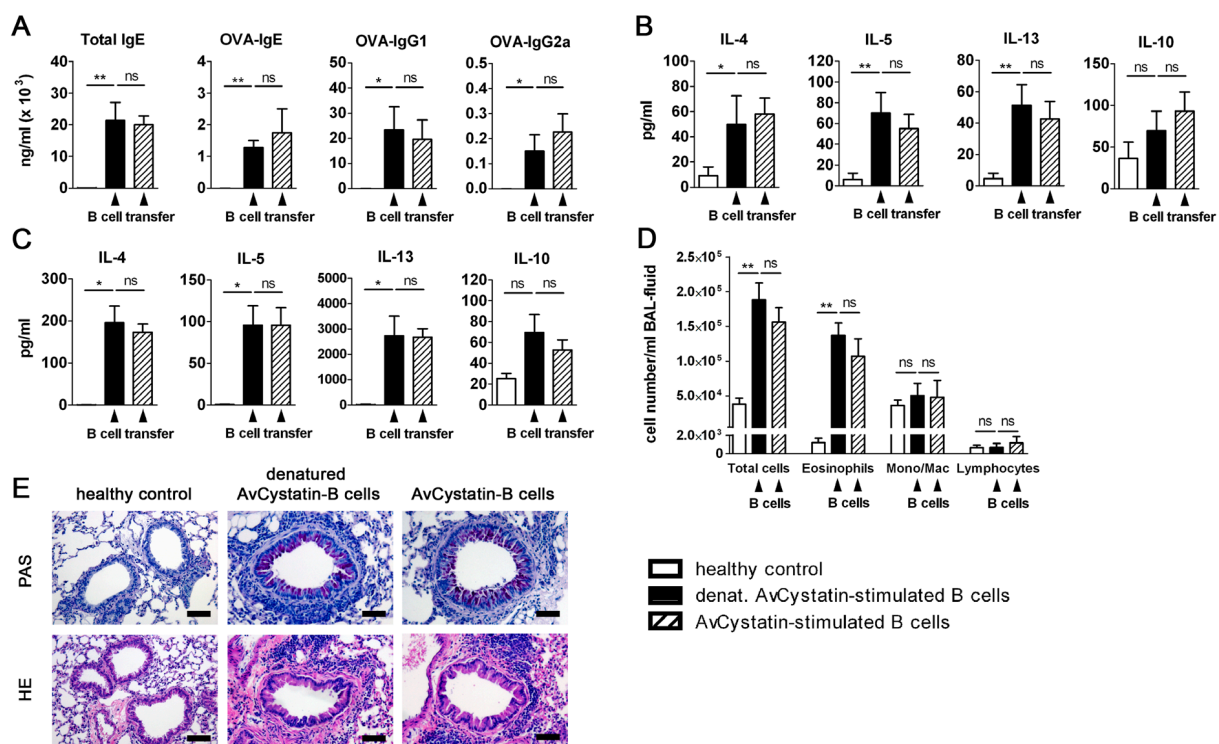 A
Total IgE
OVA-IgE
OVA-IgG1
OVA-IgG2a
ng/ml (x 10³)
40
30
20
10
0
** ns
4
3
2
1
0
** ns
50
40
30
20
10
0
* ns
0.5
0.4
0.3
0.2
0.1
0.0
* ns
B cell transfer
B cell transfer
B cell transfer
B cell transfer
B
IL-4
IL-5
IL-13
IL-10
pg/ml
100
80
60
40
20
0
* ns
120
100
80
60
40
20
0
** ns
80
60
40
20
0
** ns
150
100
50
0
ns ns
B cell transfer
B cell transfer
B cell transfer
B cell transfer
C
IL-4
IL-5
IL-13
IL-10
pg/ml
300
200
100
0
* ns
150
100
50
0
* ns
5000
4000
3000
2000
1000
0
* ns
120
100
80
60
40
20
0
ns ns
B cell transfer
B cell transfer
B cell transfer
B cell transfer
D
cell number/ml BAL-fluid
2.5×10⁵
2.0×10⁵
1.5×10⁵
1.0×10⁵
5.0×10⁴
2.0×10³
0
** ns
** ns
ns ns
ns ns
Total cells
Eosinophils
Mono/Mac
Lymphocytes
B cells
B cells
B cells
B cells
E
healthy control
denatured
AvCystatin-B cells
AvCystatin-B cells
PAS
HE
healthy control
denat. AvCystatin-stimulated B cells
AvCystatin-stimulated B cells